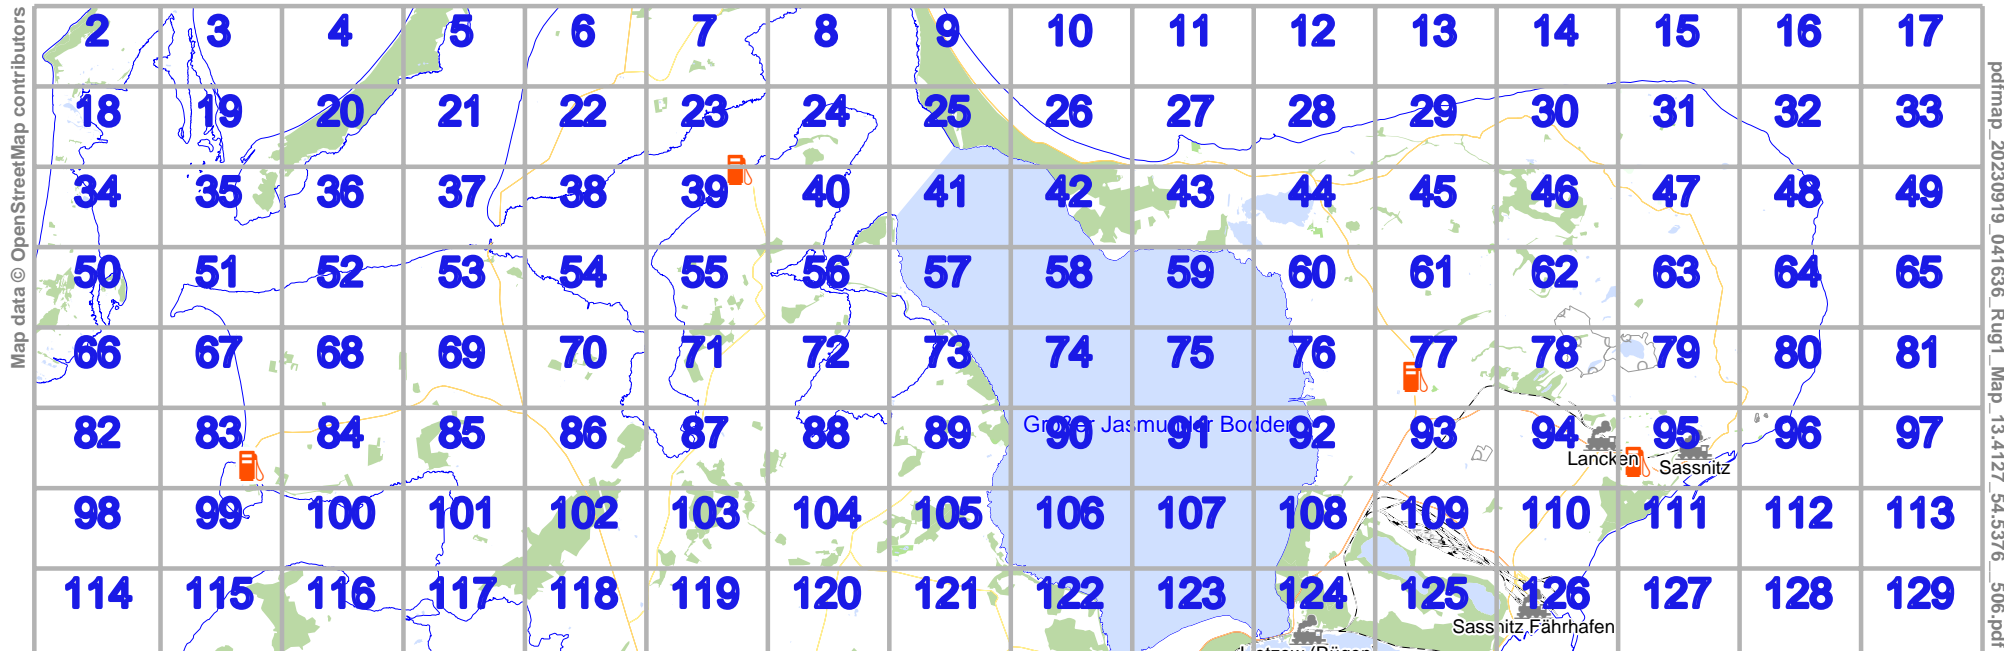 Map data © OpenStreetMap contributors
2 3 4 5 6 7 8 9 10 11 12 13 14 15 16 17
18 19 20 21 22 23 24 25 26 27 28 29 30 31 32 33
34 35 36 37 38 39 40 41 42 43 44 45 46 47 48 49
50 51 52 53 54 55 56 57 58 59 60 61 62 63 64 65
66 67 68 69 70 71 72 73 74 75 76 77 78 79 80 81
Großer Jasmunder Bodden
82 83 84 85 86 87 88 89 90 91 92 93 94 95 96 97
Lancken
Sassnitz
98 99 100 101 102 103 104 105 106 107 108 109 110 111 112 113
114 115 116 117 118 119 120 121 122 123 124 125 126 127 128 129
Sassnitz Fährhafen
pdfmap_20230919_041636_Rug1_Map_13.4127_54.5376__506.pdf